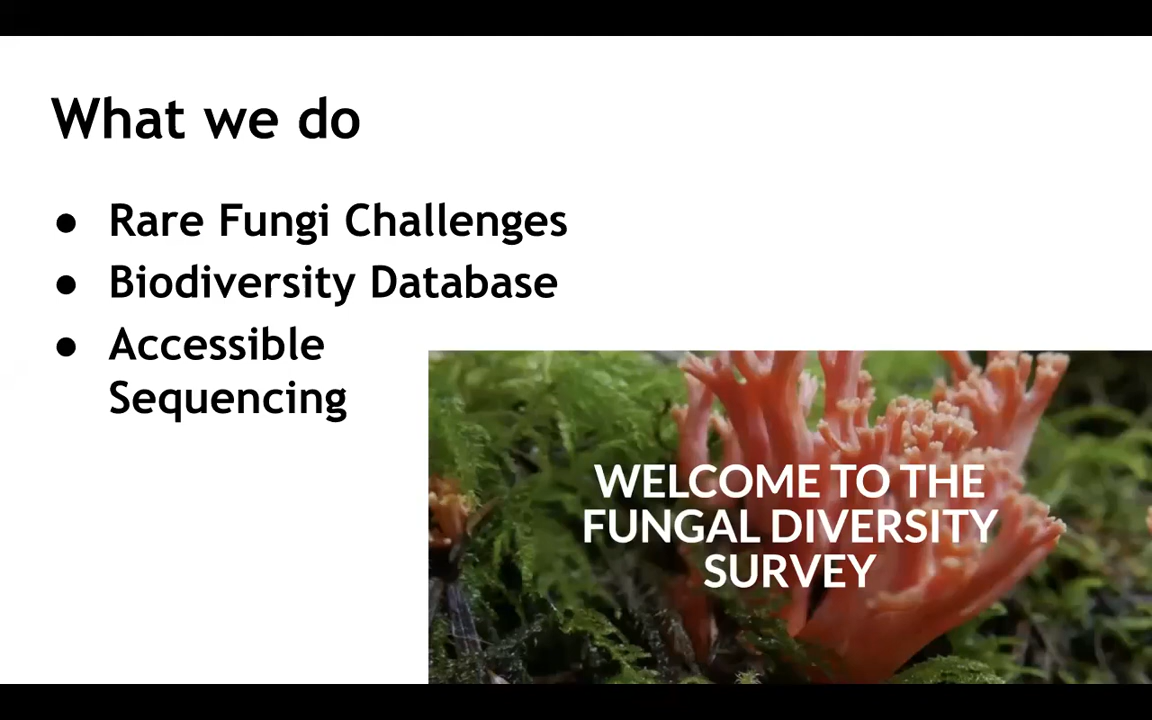 What we do
● Rare Fungi Challenges
● Biodiversity Database
● Accessible
Sequencing
WELCOME TO THE
FUNGAL DIVERSITY
SURVEY